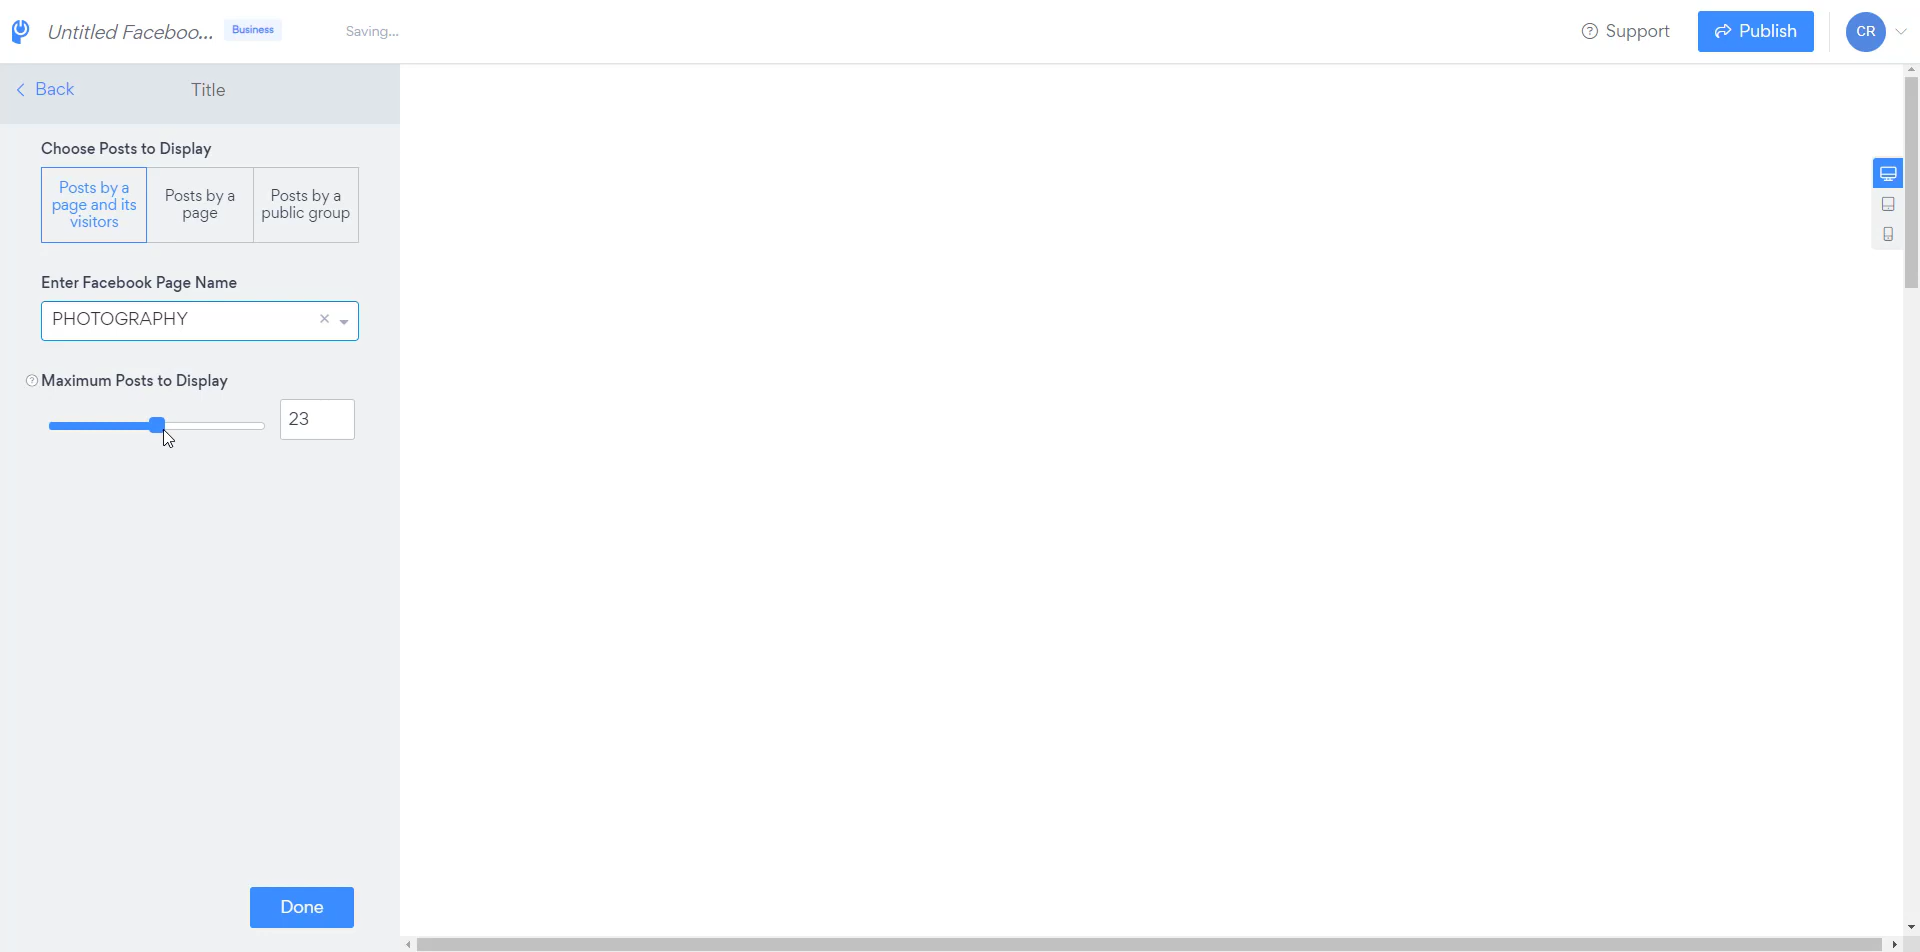 Untitled Faceboo...
Business
Saving...
Support
Publish
CR
Back
Title
Choose Posts to Display
Posts by a
page and its
visitors
Posts by a
page
Posts by a
public group
Enter Facebook Page Name
PHOTOGRAPHY
Maximum Posts to Display
23
Done